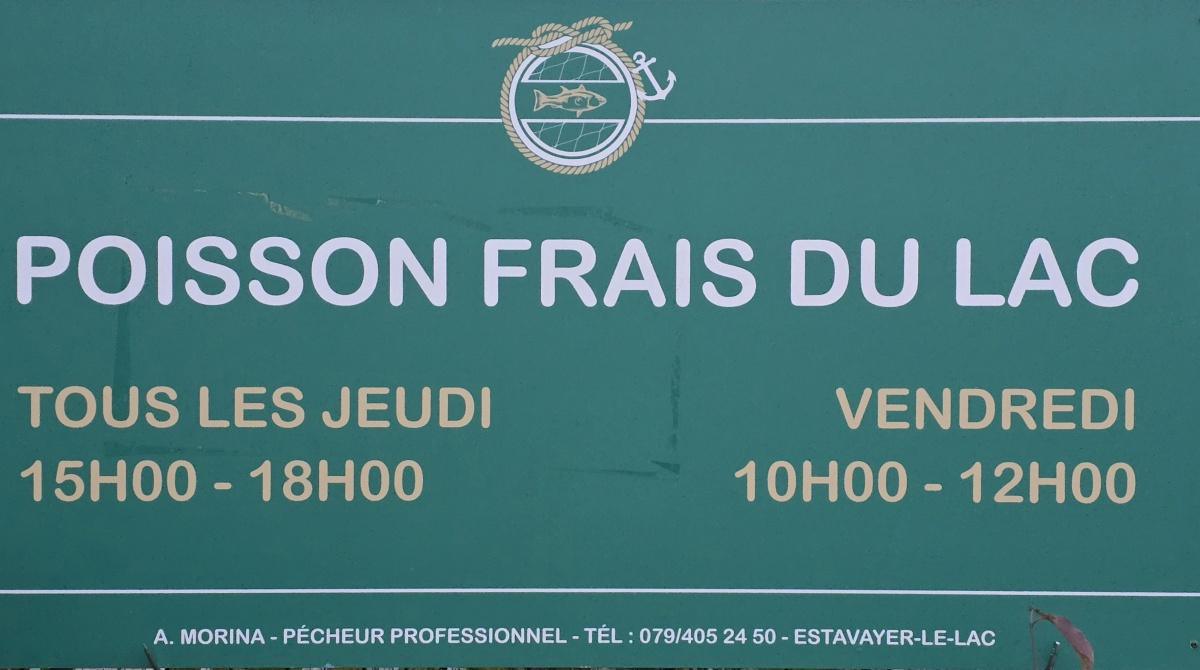 POISSON FRAIS DU LAC
TOUS LES JEUDI
15H00 - 18H00
VENDREDI
10H00 - 12H00
A. MORINA - PÉCHEUR PROFESSIONNEL - TÉL : 079/405 24 50 - ESTAVAYER-LE-LAC